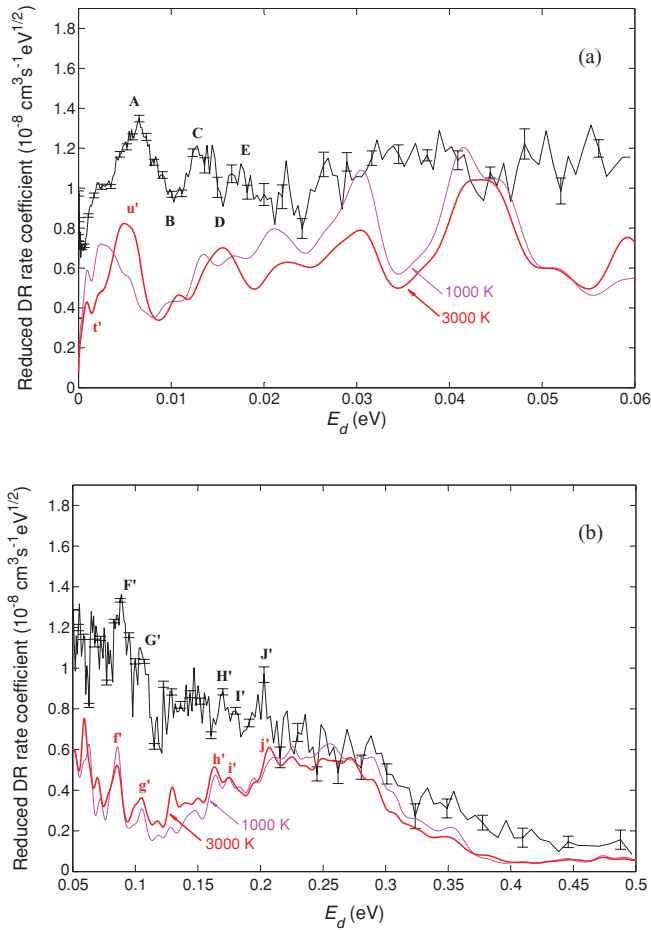 (a)
Reduced DR rate coefficient (10⁻⁸ cm³s⁻¹eV¹/²)
1.8
1.6
1.4
1.2
1
0.8
0.6
0.4
0.2
0
A
B
C
D
E
u'
t'
1000 K
3000 K
0 0.01 0.02 0.03 0.04 0.05 0.06
E_d (eV)
(b)
Reduced DR rate coefficient (10⁻⁸ cm³s⁻¹eV¹/²)
1.8
1.6
1.4
1.2
1
0.8
0.6
0.4
0.2
0
F'
G'
H'
I'
J'
f'
g'
h'
i'
j'
1000 K
3000 K
0.05 0.1 0.15 0.2 0.25 0.3 0.35 0.4 0.45 0.5
E_d (eV)